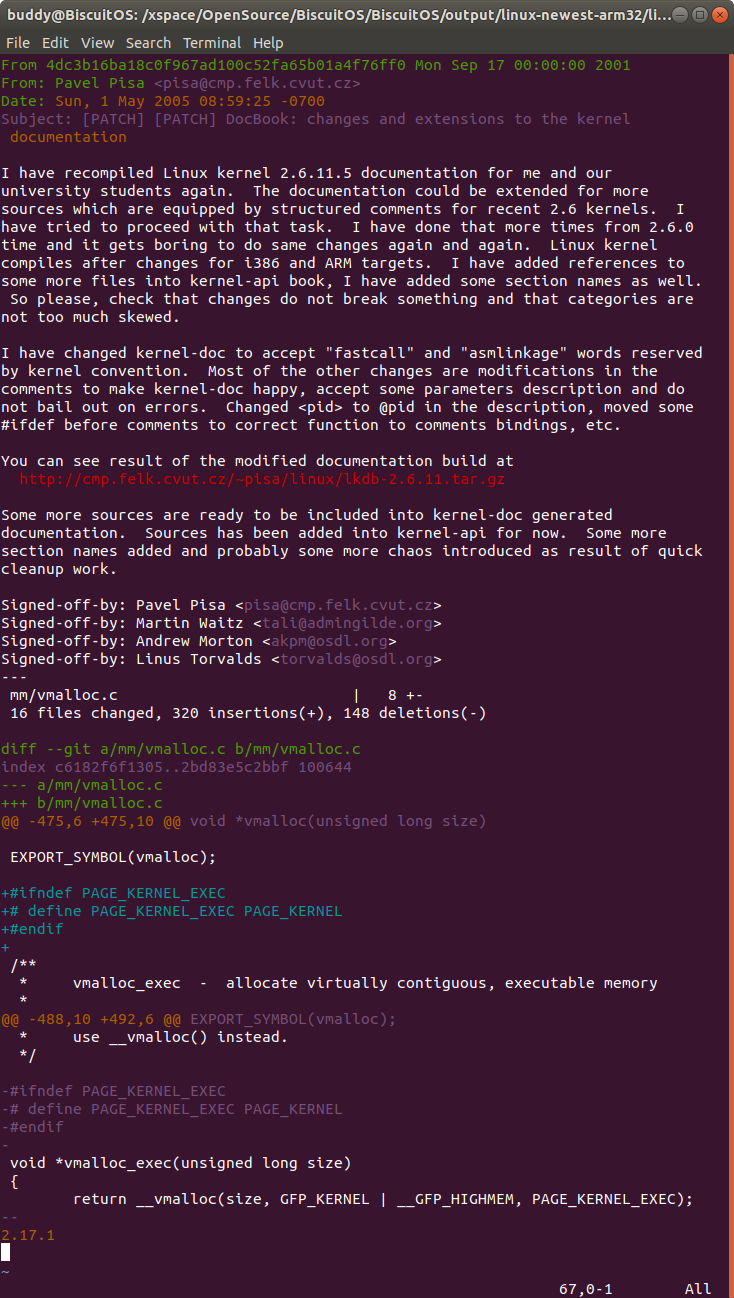 buddy@BiscuitOS: /xspace/OpenSource/BiscuitOS/BiscuitOS/output/linux-newest-arm32/li...
File Edit View Search Terminal Help
From 4dc3b16ba18c0f967ad100c52fa65b01a4f76ff0 Mon Sep 17 00:00:00 2001
From: Pavel Pisa <pisa@cmp.felk.cvut.cz>
Date: Sun, 1 May 2005 08:59:25 -0700
Subject: [PATCH] [PATCH] DocBook: changes and extensions to the kernel
 documentation

I have recompiled Linux kernel 2.6.11.5 documentation for me and our
university students again.  The documentation could be extended for more
sources which are equipped by structured comments for recent 2.6 kernels.  I
have tried to proceed with that task.  I have done that more times from 2.6.0
time and it gets boring to do same changes again and again.  Linux kernel
compiles after changes for i386 and ARM targets.  I have added references to
some more files into kernel-api book, I have added some section names as well.
 So please, check that changes do not break something and that categories are
not too much skewed.

I have changed kernel-doc to accept "fastcall" and "asmlinkage" words reserved
by kernel convention.  Most of the other changes are modifications in the
comments to make kernel-doc happy, accept some parameters description and do
not bail out on errors.  Changed <pid> to @pid in the description, moved some
#ifdef before comments to correct function to comments bindings, etc.

You can see result of the modified documentation build at
  http://cmp.felk.cvut.cz/~pisa/linux/lkdb-2.6.11.tar.gz

Some more sources are ready to be included into kernel-doc generated
documentation.  Sources has been added into kernel-api for now.  Some more
section names added and probably some more chaos introduced as result of quick
cleanup work.

Signed-off-by: Pavel Pisa <pisa@cmp.felk.cvut.cz>
Signed-off-by: Martin Waitz <tali@admingilde.org>
Signed-off-by: Andrew Morton <akpm@osdl.org>
Signed-off-by: Linus Torvalds <torvalds@osdl.org>
---
 mm/vmalloc.c                          |   8 +-
 16 files changed, 320 insertions(+), 148 deletions(-)

diff --git a/mm/vmalloc.c b/mm/vmalloc.c
index c6182f6f1305..2bd83e5c2bbf 100644
--- a/mm/vmalloc.c
+++ b/mm/vmalloc.c
@@ -475,6 +475,10 @@ void *vmalloc(unsigned long size)

 EXPORT_SYMBOL(vmalloc);

+#ifndef PAGE_KERNEL_EXEC
+# define PAGE_KERNEL_EXEC PAGE_KERNEL
+#endif
+
 /**
  *     vmalloc_exec  -  allocate virtually contiguous, executable memory
  *
@@ -488,10 +492,6 @@ EXPORT_SYMBOL(vmalloc);
  *     use __vmalloc() instead.
  */

-#ifndef PAGE_KERNEL_EXEC
-# define PAGE_KERNEL_EXEC PAGE_KERNEL
-#endif
-
 void *vmalloc_exec(unsigned long size)
 {
        return __vmalloc(size, GFP_KERNEL | __GFP_HIGHMEM, PAGE_KERNEL_EXEC);
--
2.17.1

~
67,0-1        All